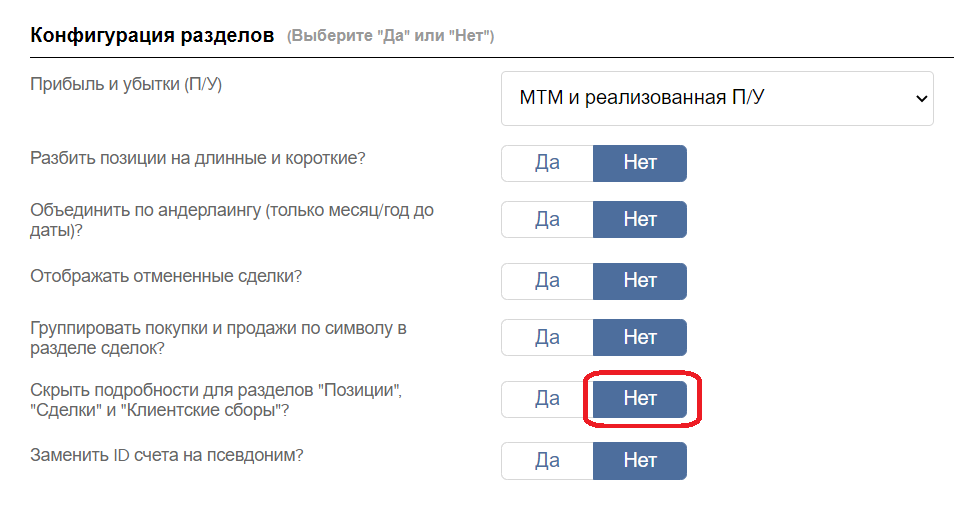 Конфигурация разделов (Выберите "Да" или "Нет")
Прибыль и убытки (П/У)
МТМ и реализованная П/У
Разбить позиции на длинные и короткие?
Да Нет
Объединить по андерлаингу (только месяц/год до
даты)?
Да Нет
Отображать отмененные сделки?
Да Нет
Группировать покупки и продажи по символу в
разделе сделок?
Да Нет
Скрыть подробности для разделов "Позиции",
"Сделки" и "Клиентские сборы"?
Да Нет
Заменить ID счета на псевдоним?
Да Нет